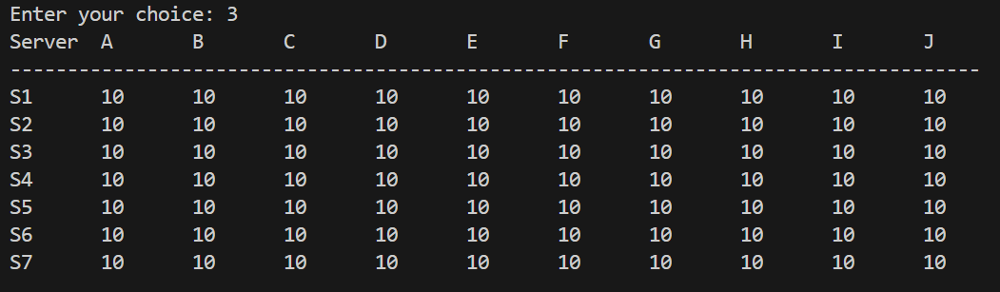 Enter your choice: 3
Server  A       B       C       D       E       F       G       H       I       J
-------------------------------------------------------------------------------------
S1      10      10      10      10      10      10      10      10      10      10
S2      10      10      10      10      10      10      10      10      10      10
S3      10      10      10      10      10      10      10      10      10      10
S4      10      10      10      10      10      10      10      10      10      10
S5      10      10      10      10      10      10      10      10      10      10
S6      10      10      10      10      10      10      10      10      10      10
S7      10      10      10      10      10      10      10      10      10      10